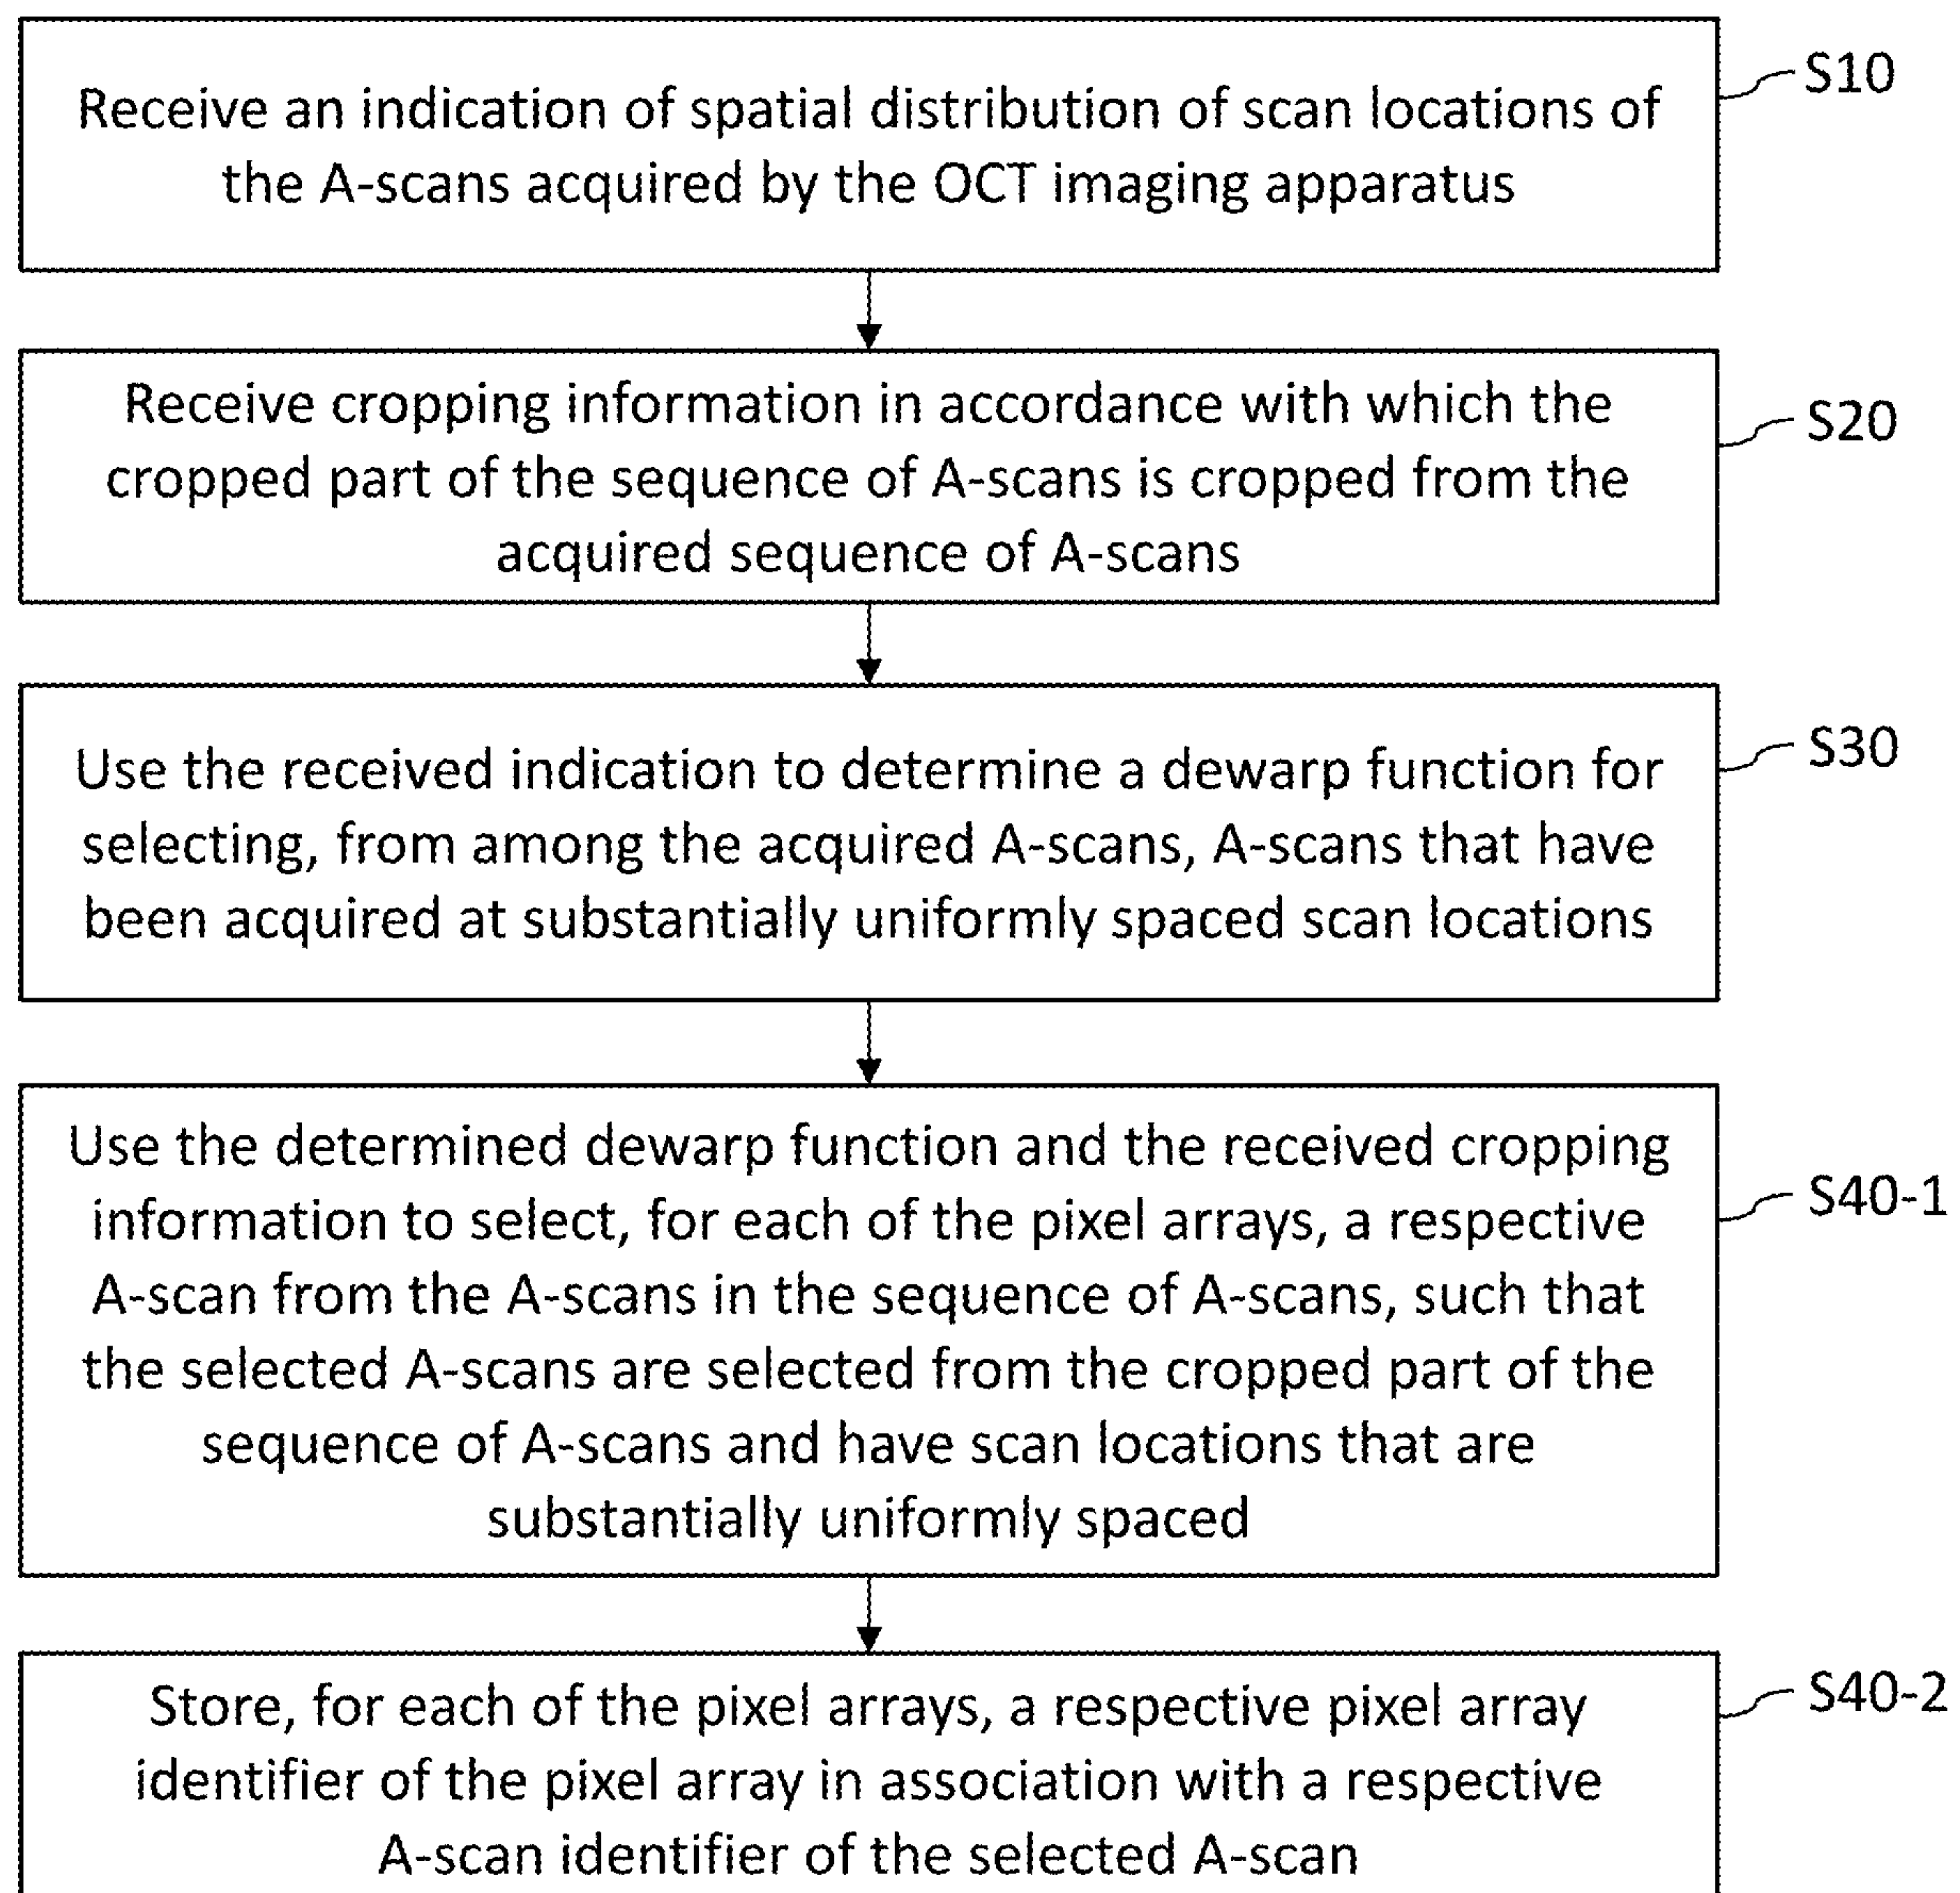 Receive an indication of spatial distribution of scan locations of
the A-scans acquired by the OCT imaging apparatus
S10
Receive cropping information in accordance with which the
cropped part of the sequence of A-scans is cropped from the
acquired sequence of A-scans
S20
Use the received indication to determine a dewarp function for
selecting, from among the acquired A-scans, A-scans that have
been acquired at substantially uniformly spaced scan locations
S30
Use the determined dewarp function and the received cropping
information to select, for each of the pixel arrays, a respective
A-scan from the A-scans in the sequence of A-scans, such that
the selected A-scans are selected from the cropped part of the
sequence of A-scans and have scan locations that are
substantially uniformly spaced
S40-1
Store, for each of the pixel arrays, a respective pixel array
identifier of the pixel array in association with a respective
A-scan identifier of the selected A-scan
S40-2